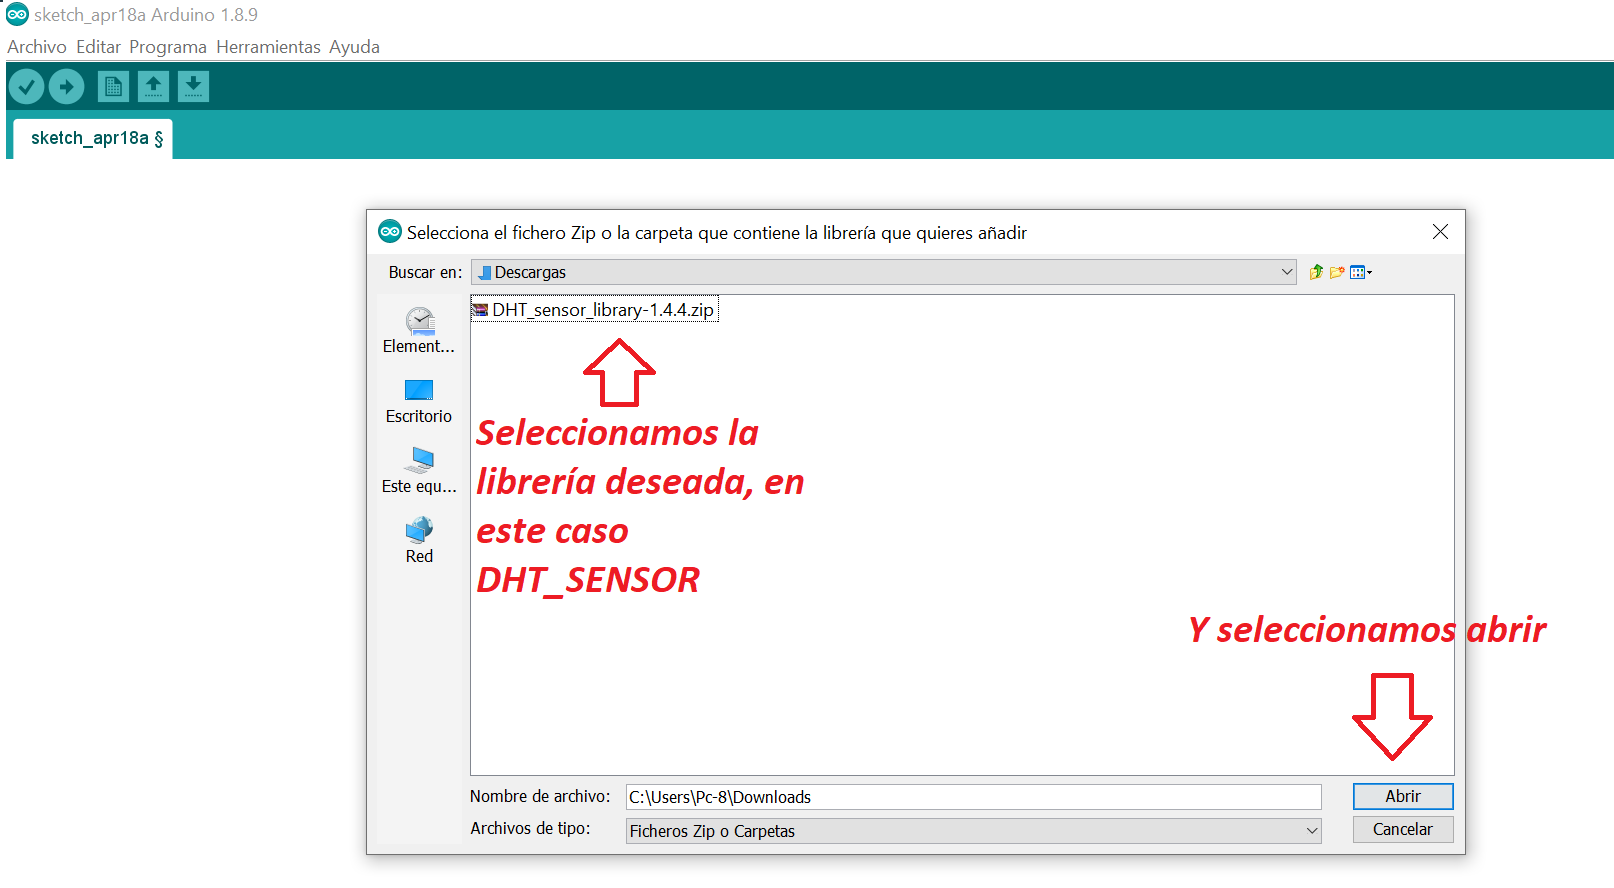 sketch_apr18a Arduino 1.8.9
Archivo Editar Programa Herramientas Ayuda
sketch_apr18a §
Selecciona el fichero Zip o la carpeta que contiene la librería que quieres añadir
Buscar en: Descargas
DHT_sensor_library-1.4.4.zip
Element...
Escritorio
Este equ...
Red
Seleccionamos la
librería deseada, en
este caso
DHT_SENSOR
Y seleccionamos abrir
Nombre de archivo: C:\Users\Pc-8\Downloads Abrir
Archivos de tipo: Ficheros Zip o Carpetas Cancelar